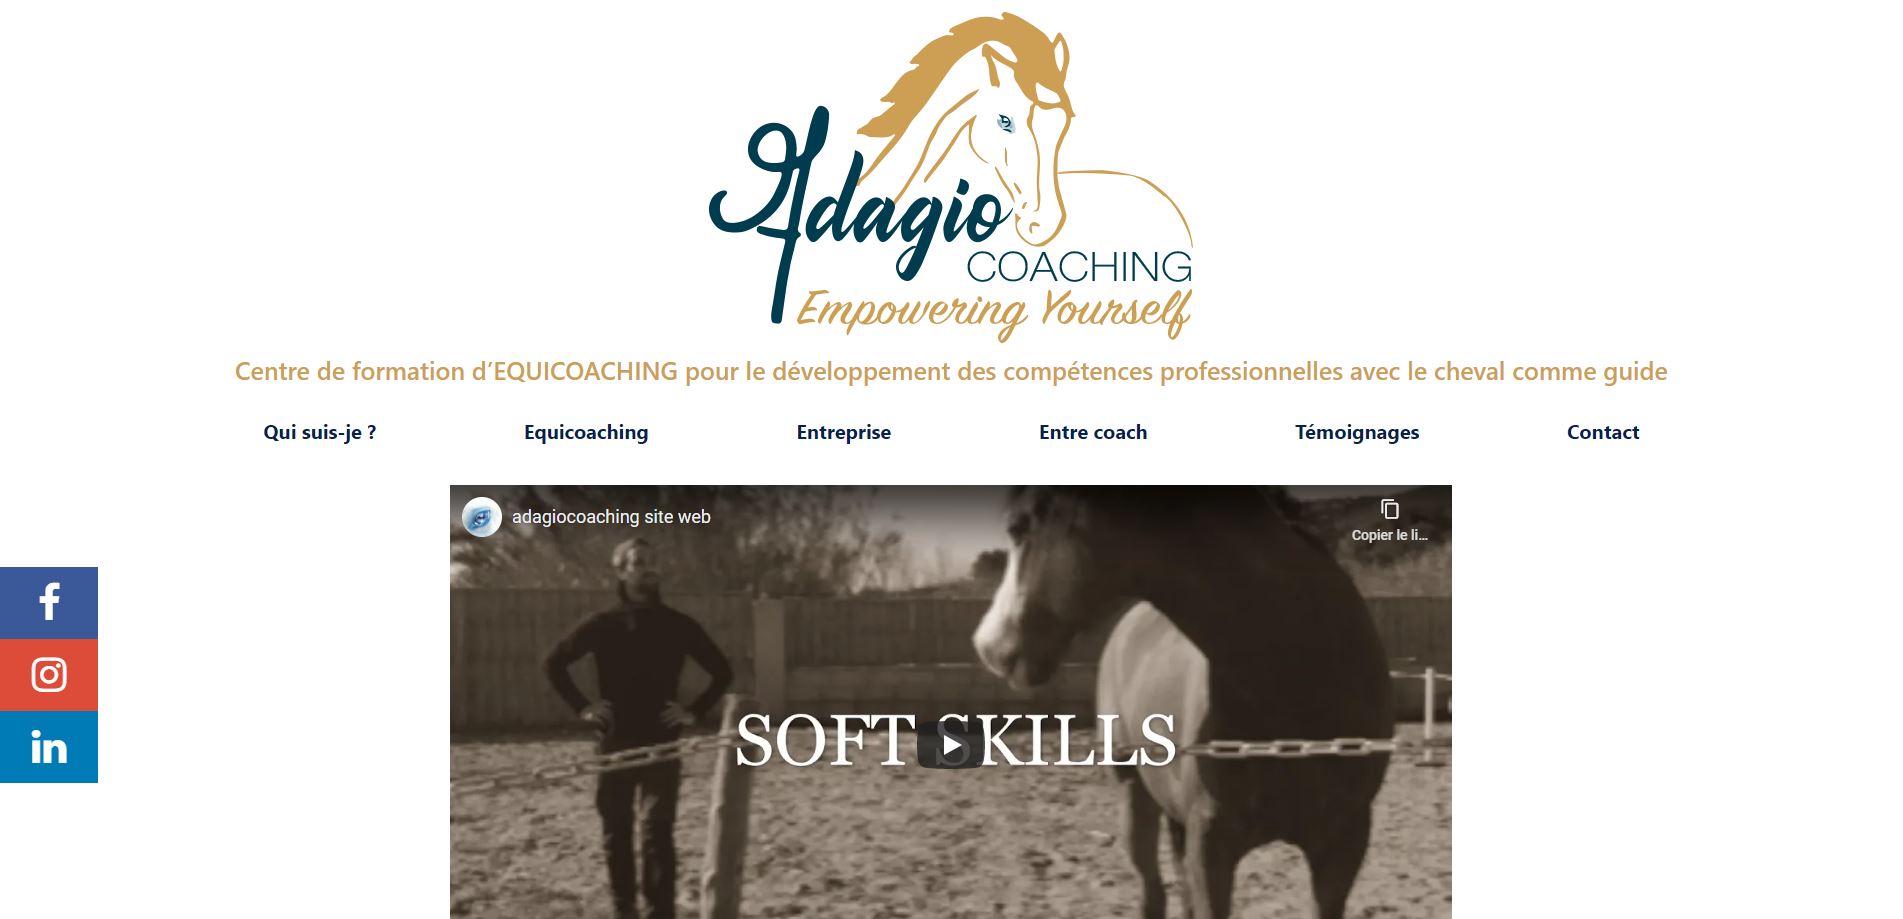 Adagio
COACHING
Empowering Yourself
Centre de formation d’EQUICOACHING pour le développement des compétences professionnelles avec le cheval comme guide
Qui suis-je ? Equicoaching Entreprise Entre coach Témoignages Contact
adagiocoaching site web
Copier le li...
SOFT SKILLS